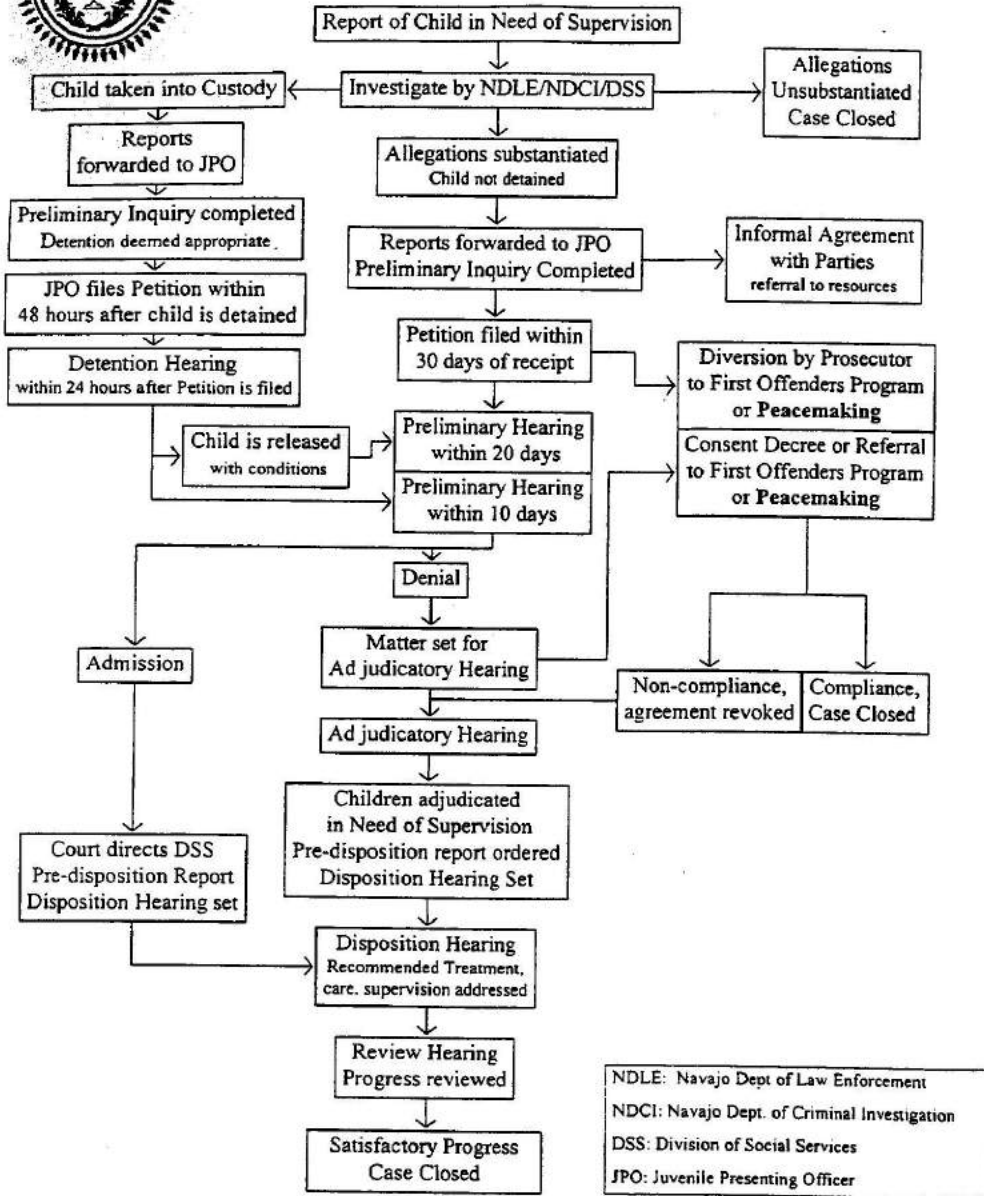 Report of Child in Need of Supervision
Child taken into Custody
Investigate by NDLE/NDCI/DSS
Allegations
Unsubstantiated
Case Closed
Reports
forwarded to JPO
Allegations substantiated
Child not detained
Preliminary Inquiry completed
Detention deemed appropriate
Reports forwarded to JPO
Preliminary Inquiry Completed
Informal Agreement
with Parties
referral to resources
JPO files Petition within
48 hours after child is detained
Petition filed within
30 days of receipt
Detention Hearing
within 24 hours after Petition is filed
Diversion by Prosecutor
to First Offenders Program
or Peacemaking
Child is released
with conditions
Preliminary Hearing
within 20 days
Consent Decree or Referral
to First Offenders Program
or Peacemaking
Preliminary Hearing
within 10 days
Denial
Admission
Matter set for
Ad judicatory Hearing
Non-compliance,
agreement revoked
Compliance,
Case Closed
Ad judicatory Hearing
Children adjudicated
in Need of Supervision
Pre-disposition report ordered
Disposition Hearing Set
Court directs DSS
Pre-disposition Report
Disposition Hearing set
Disposition Hearing
Recommended Treatment,
care. supervision addressed
Review Hearing
Progress reviewed
Satisfactory Progress
Case Closed
NDLE: Navajo Dept of Law Enforcement
NDCI: Navajo Dept. of Criminal Investigation
DSS: Division of Social Services
JPO: Juvenile Presenting Officer